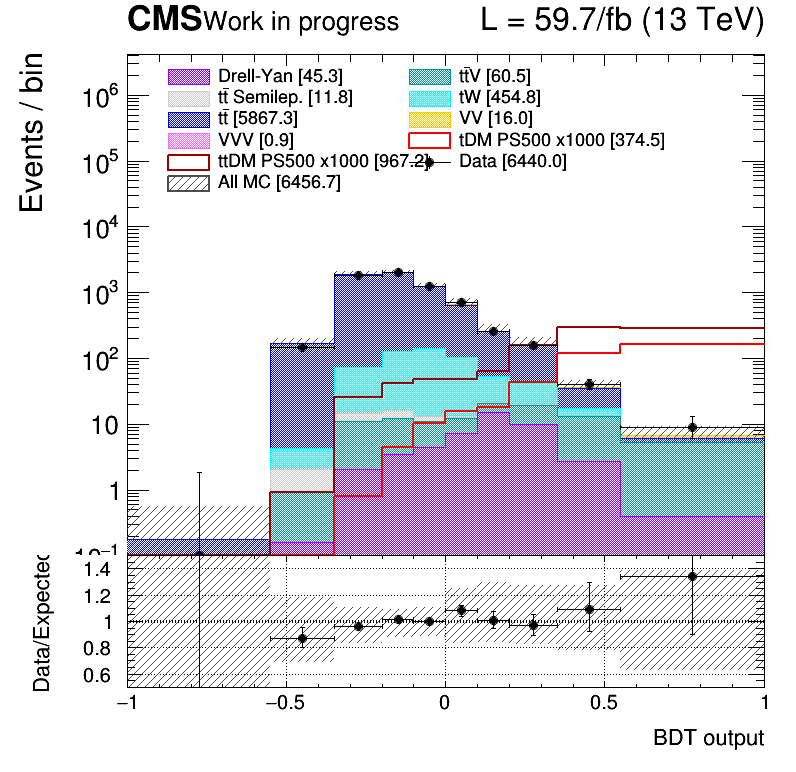 CMS Work in progress L = 59.7/fb (13 TeV)
Events / bin
Drell-Yan [45.3] tt̄V [60.5]
tt̄ Semilep. [11.8] tW [454.8]
tt̄ [5867.3] VV [16.0]
VVV [0.9] tDM PS500 x1000 [374.5]
ttDM PS500 x1000 [967.2] Data [6440.0]
All MC [6456.7]
10⁶
10⁵
10⁴
10³
10²
10
1
10⁻¹
Data/Expected
1.4
1.2
1
0.8
0.6
−1 −0.5 0 0.5 1
BDT output